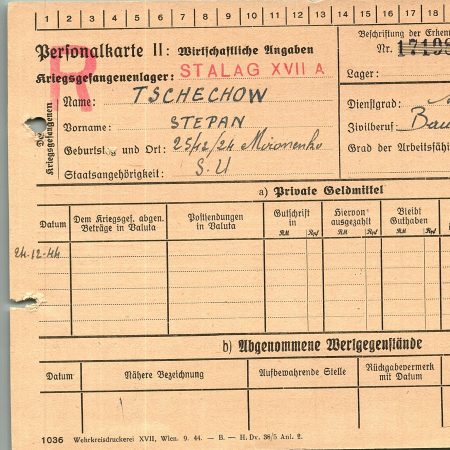 1 2 3 4 5 6 7 8 9 10 11 12 13 14 15 16 17 18
Personalkarte II: Wirtschaftliche Angaben
Beschriftung der Erken
Nr. 17199
R
Kriegsgefangenenlager: STALAG XVII A
Lager:
Des Kriegsgefangenen
Name: TSCHECHOW
Vorname: STEPAN
Geburtstag und Ort: 25/12/24 Mironenko
Staatsangehörigkeit: S.U
Dienstgrad:
Zivilberuf: Bau
Grad der Arbeitsfähi
a) Private Geldmittel
Datum
Dem Kriegsgef. abgen. Beträge in Valuta
Postsendungen in Valuta
Gutschrift in
RM Rpf
Hiervon ausgezahlt
RM Rpf
Bleibt Guthaben
RM Rpf
24.12.44
b) Abgenommene Wertgegenstände
Datum
Nähere Bezeichnung
Aufbewahrende Stelle
Rückgabevermerk mit Datum
1036 Wehrkreisdruckerei XVII, Wien. 9. 44. — B. — H. Dv. 38/5 Anl. 2.